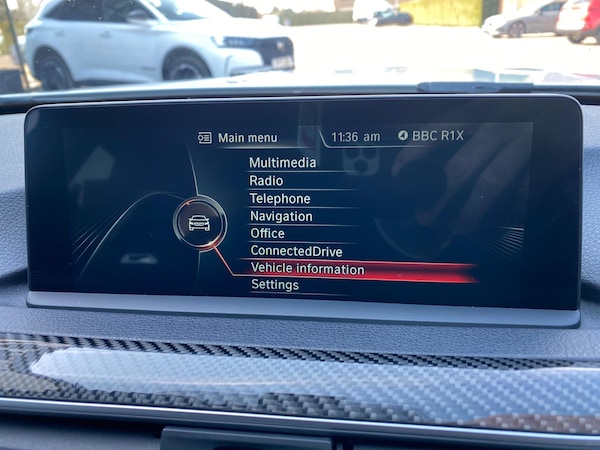 Main menu 11:36 am BBC R1X
Multimedia
Radio
Telephone
Navigation
Office
ConnectedDrive
Vehicle information
Settings